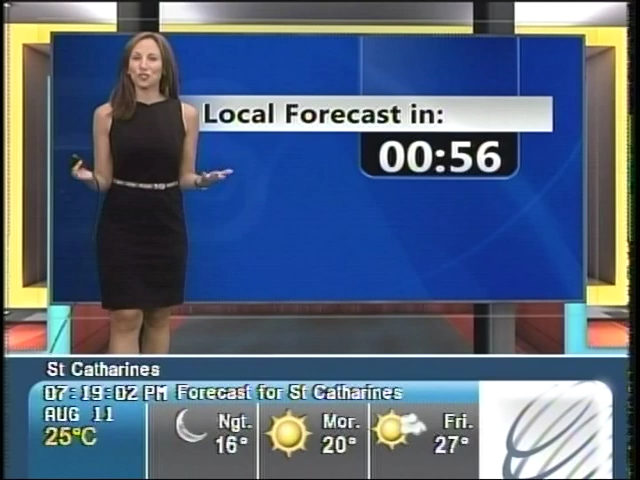 Local Forecast in:
00:56
St Catharines
07:19:02 PM Forecast for St Catharines
AUG 11
25°C
Ngt.
16°
Mor.
20°
Fri.
27°